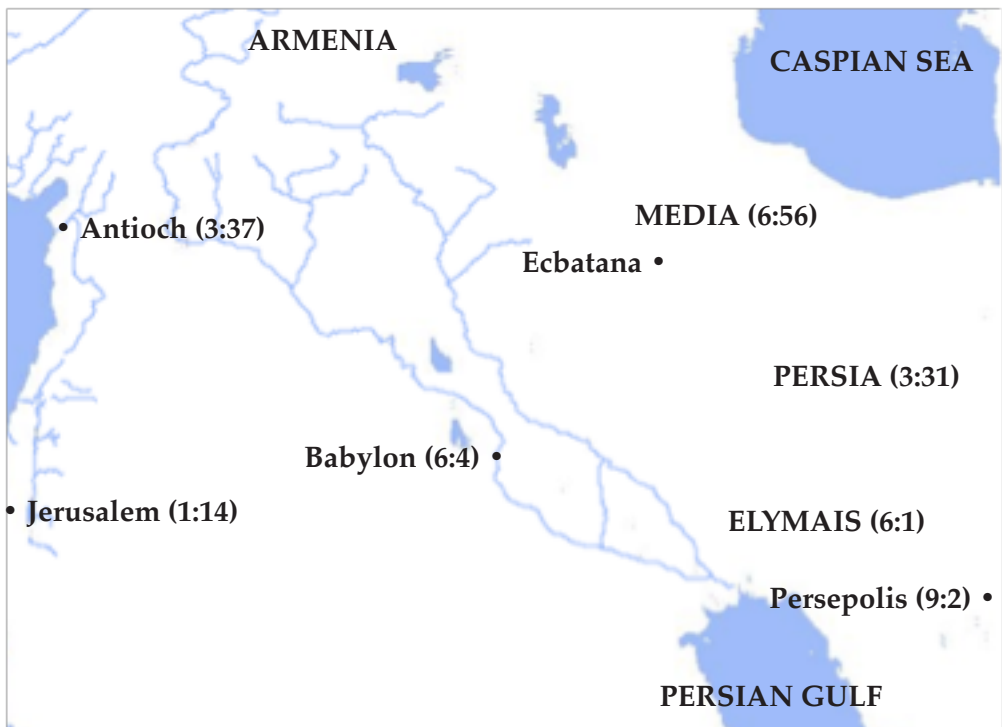 ARMENIA
CASPIAN SEA
MEDIA (6:56)
• Antioch (3:37)
Ecbatana •
PERSIA (3:31)
Babylon (6:4) •
• Jerusalem (1:14)
ELYMAIS (6:1)
Persepolis (9:2) •
PERSIAN GULF